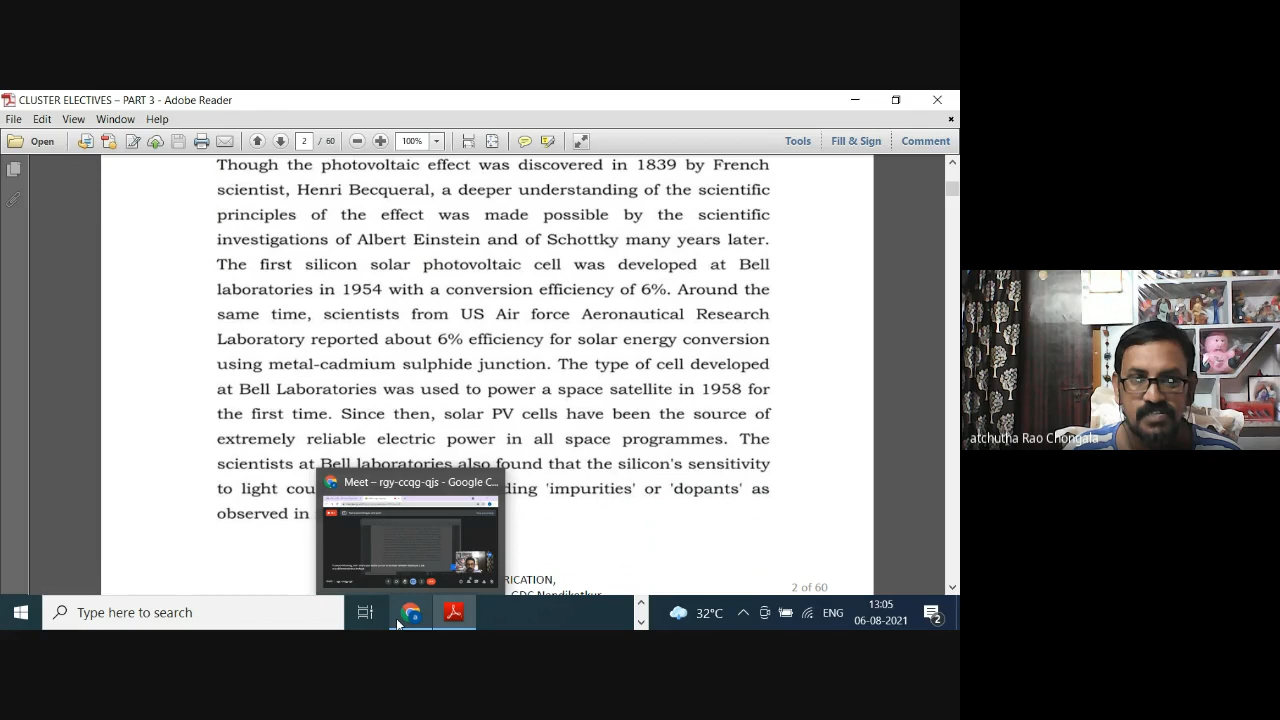 CLUSTER ELECTIVES – PART 3 - Adobe Reader
File Edit View Window Help
Open 2 / 60 100% Tools Fill & Sign Comment
Though the photovoltaic effect was discovered in 1839 by French
scientist, Henri Becqueral, a deeper understanding of the scientific
principles of the effect was made possible by the scientific
investigations of Albert Einstein and of Schottky many years later.
The first silicon solar photovoltaic cell was developed at Bell
laboratories in 1954 with a conversion efficiency of 6%. Around the
same time, scientists from US Air force Aeronautical Research
Laboratory reported about 6% efficiency for solar energy conversion
using metal-cadmium sulphide junction. The type of cell developed
at Bell Laboratories was used to power a space satellite in 1958 for
the first time. Since then, solar PV cells have been the source of
extremely reliable electric power in all space programmes. The
scientists at Bell laboratories also found that the silicon's sensitivity
to light cou ding 'impurities' or 'dopants' as
observed in
Meet – rgy-ccqg-qjs - Google C...
RICATION,
2 of 60
GDC Nandikotkur
atchutha Rao Chongala
Type here to search
32°C ENG 13:05
06-08-2021 2